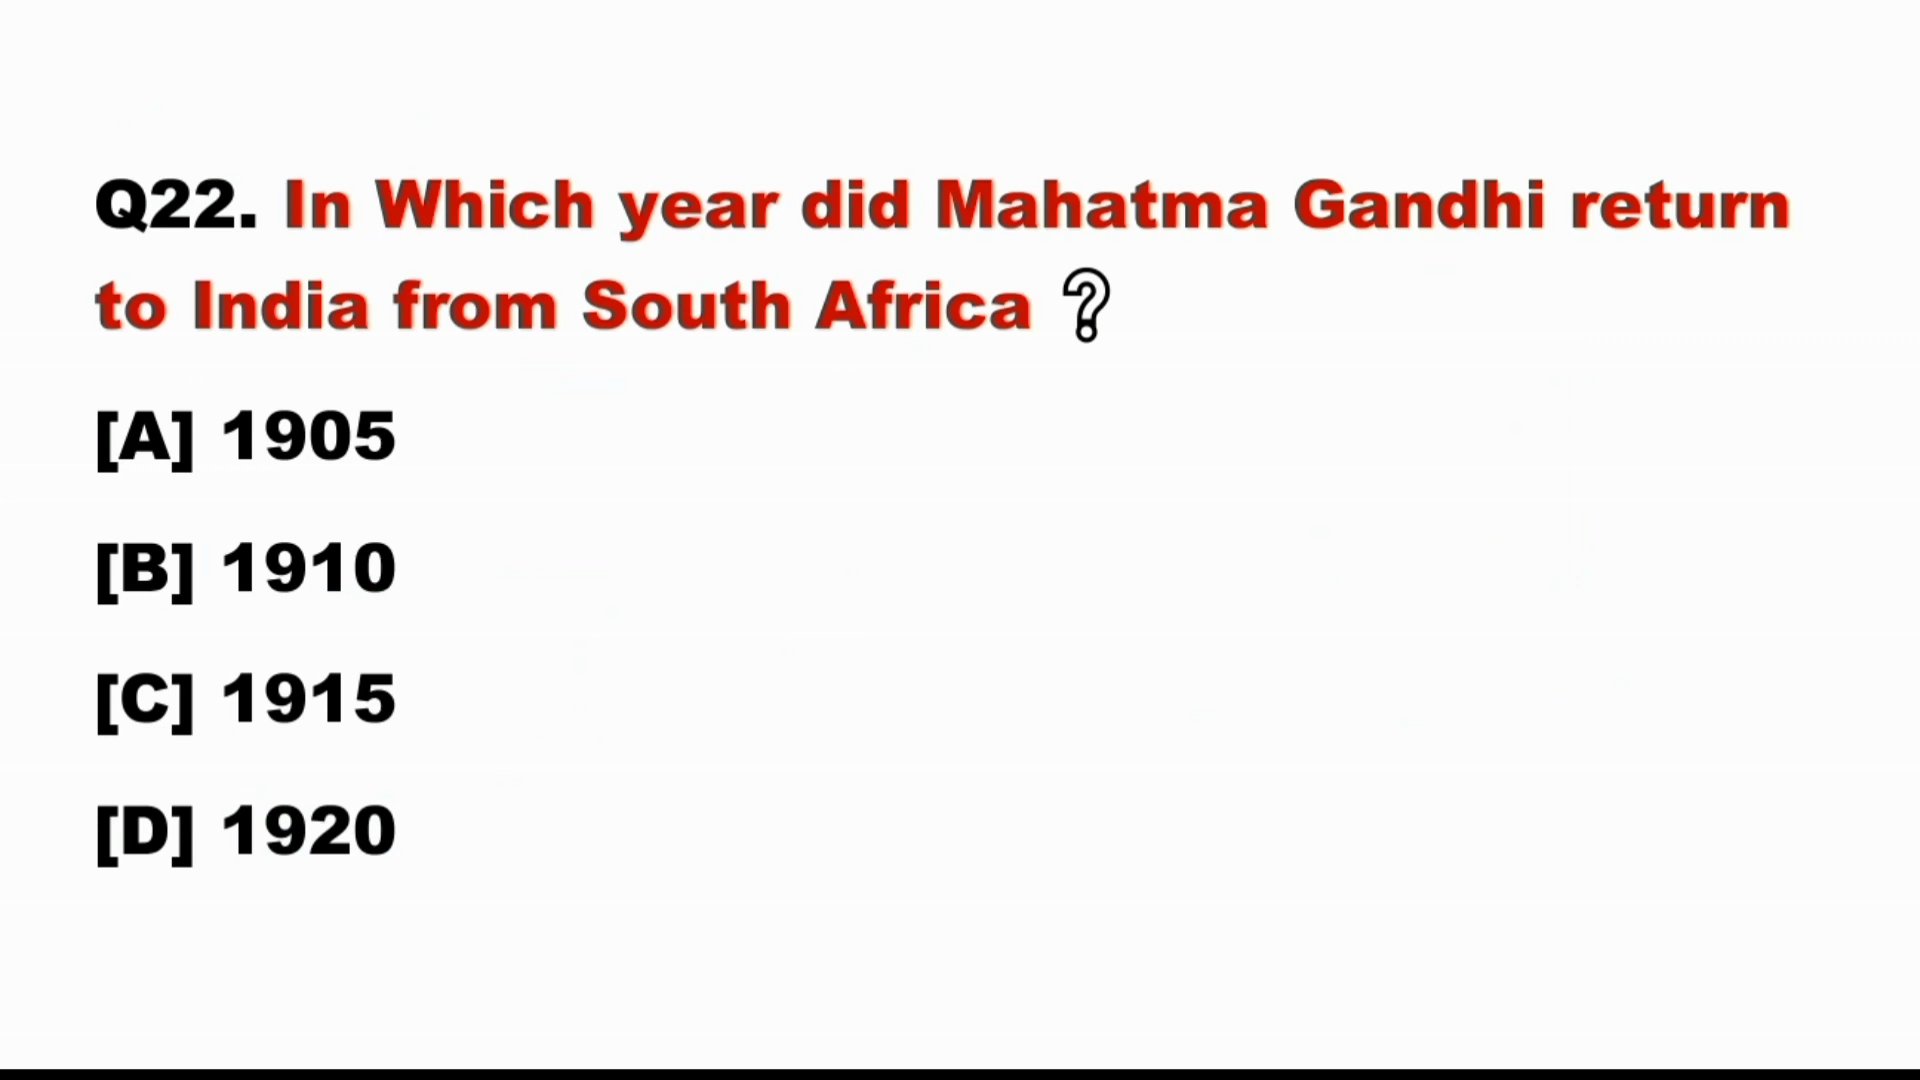 Q22. In Which year did Mahatma Gandhi return
to India from South Africa ?
[A] 1905
[B] 1910
[C] 1915
[D] 1920